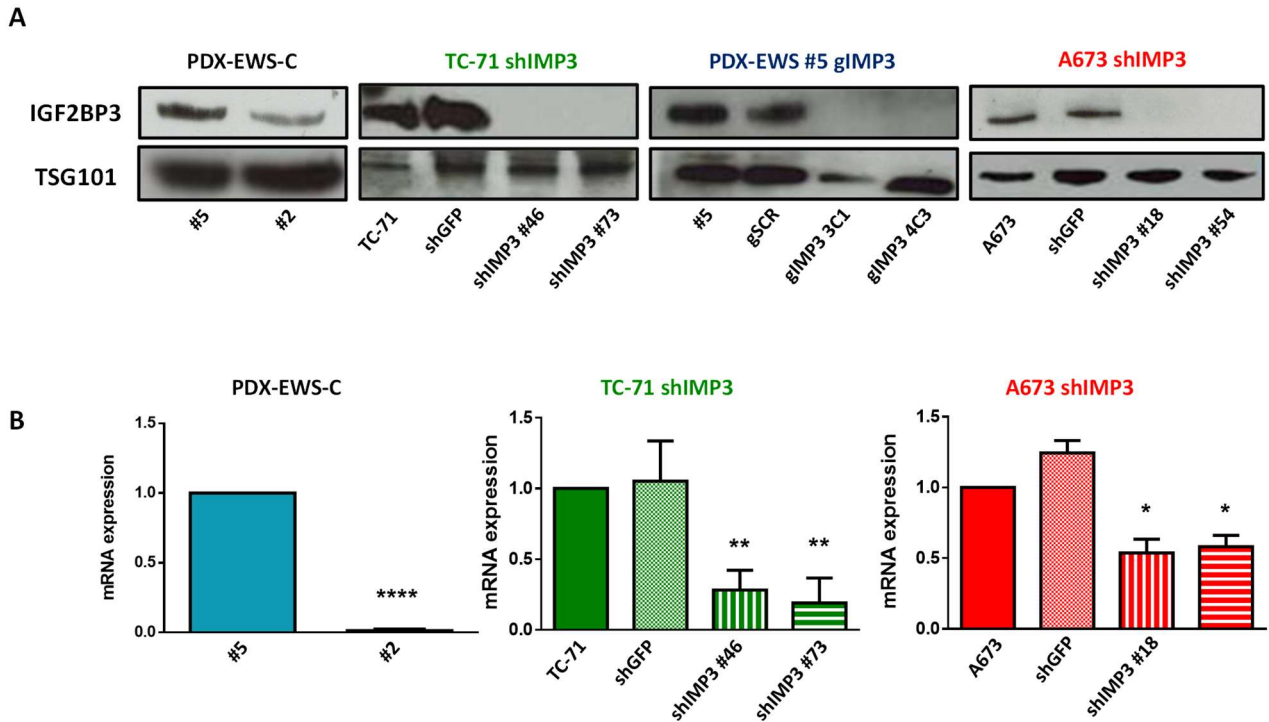 A
PDX-EWS-C
TC-71 shIMP3
PDX-EWS #5 gIMP3
A673 shIMP3
IGF2BP3
TSG101
#5
#2
TC-71
shGFP
shIMP3 #46
shIMP3 #73
#5
gSCR
gIMP3 3C1
gIMP3 4C3
A673
shGFP
shIMP3 #18
shIMP3 #54
B
PDX-EWS-C
mRNA expression
1.5
1.0
0.5
0.0
****
#5
#2
TC-71 shIMP3
mRNA expression
1.5
1.0
0.5
0.0
**
**
TC-71
shGFP
shIMP3 #46
shIMP3 #73
A673 shIMP3
mRNA expression
1.5
1.0
0.5
0.0
*
*
A673
shGFP
shIMP3 #18